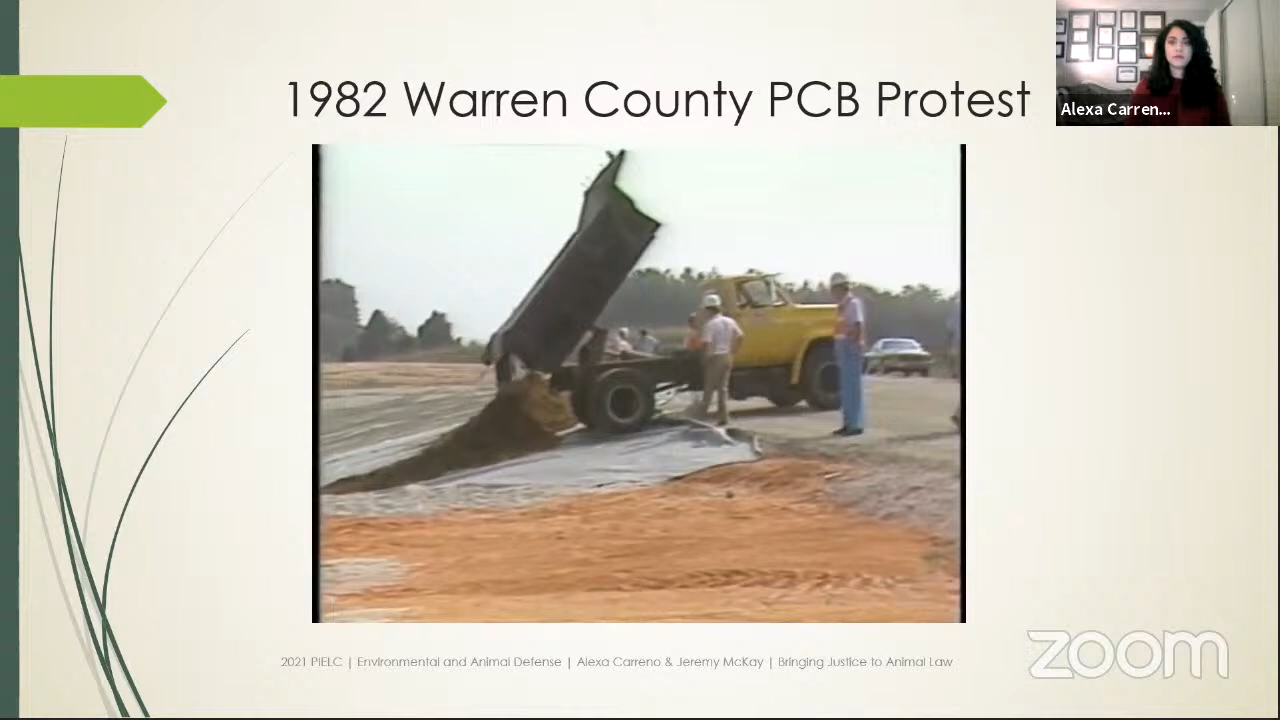 1982 Warren County PCB Protest
Alexa Carren...
2021 PIELC | Environmental and Animal Defense | Alexa Carreno & Jeremy McKay | Bringing Justice to Animal Law
zoom